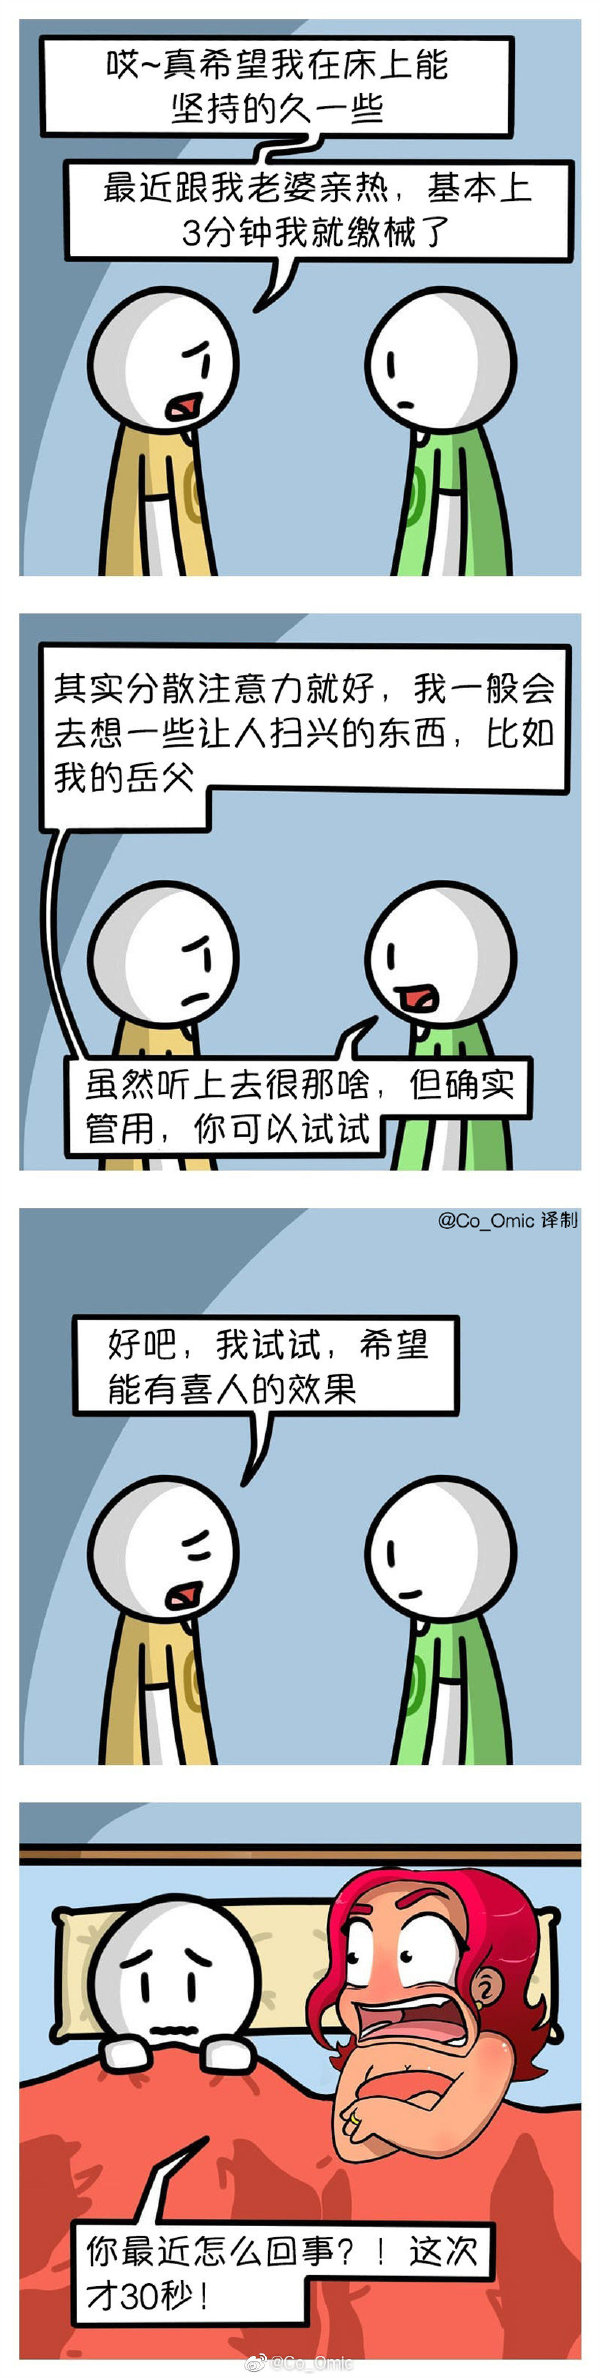 哎~真希望我在床上能
坚持的久一些
最近跟我老婆亲热，基本上
3分钟我就缴械了
其实分散注意力就好，我一般会
去想一些让人扫兴的东西，比如
我的岳父
虽然听上去很那啥，但确实
管用，你可以试试
@Co_Omic 译制
好吧，我试试，希望
能有喜人的效果
你最近怎么回事？！这次
才30秒！
@Co_Omic